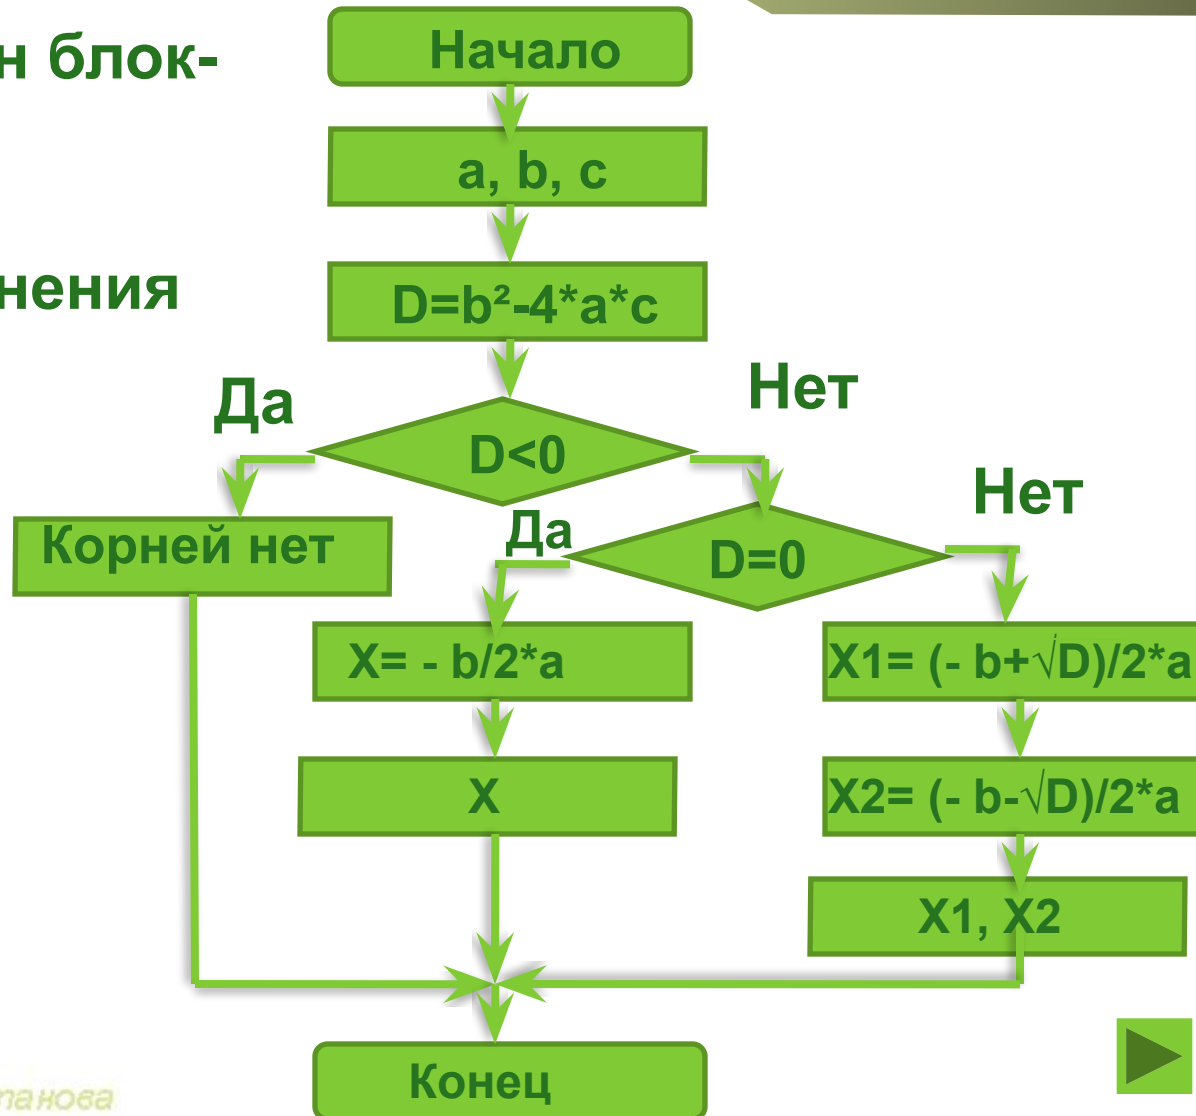 н блок-
нения
Начало
a, b, c
D=b²-4*a*c
Да
Нет
D<0
Корней нет
Да
D=0
Нет
X= - b/2*a
X1= (- b+√D)/2*a
X
X2= (- b-√D)/2*a
X1, X2
Конец
панова